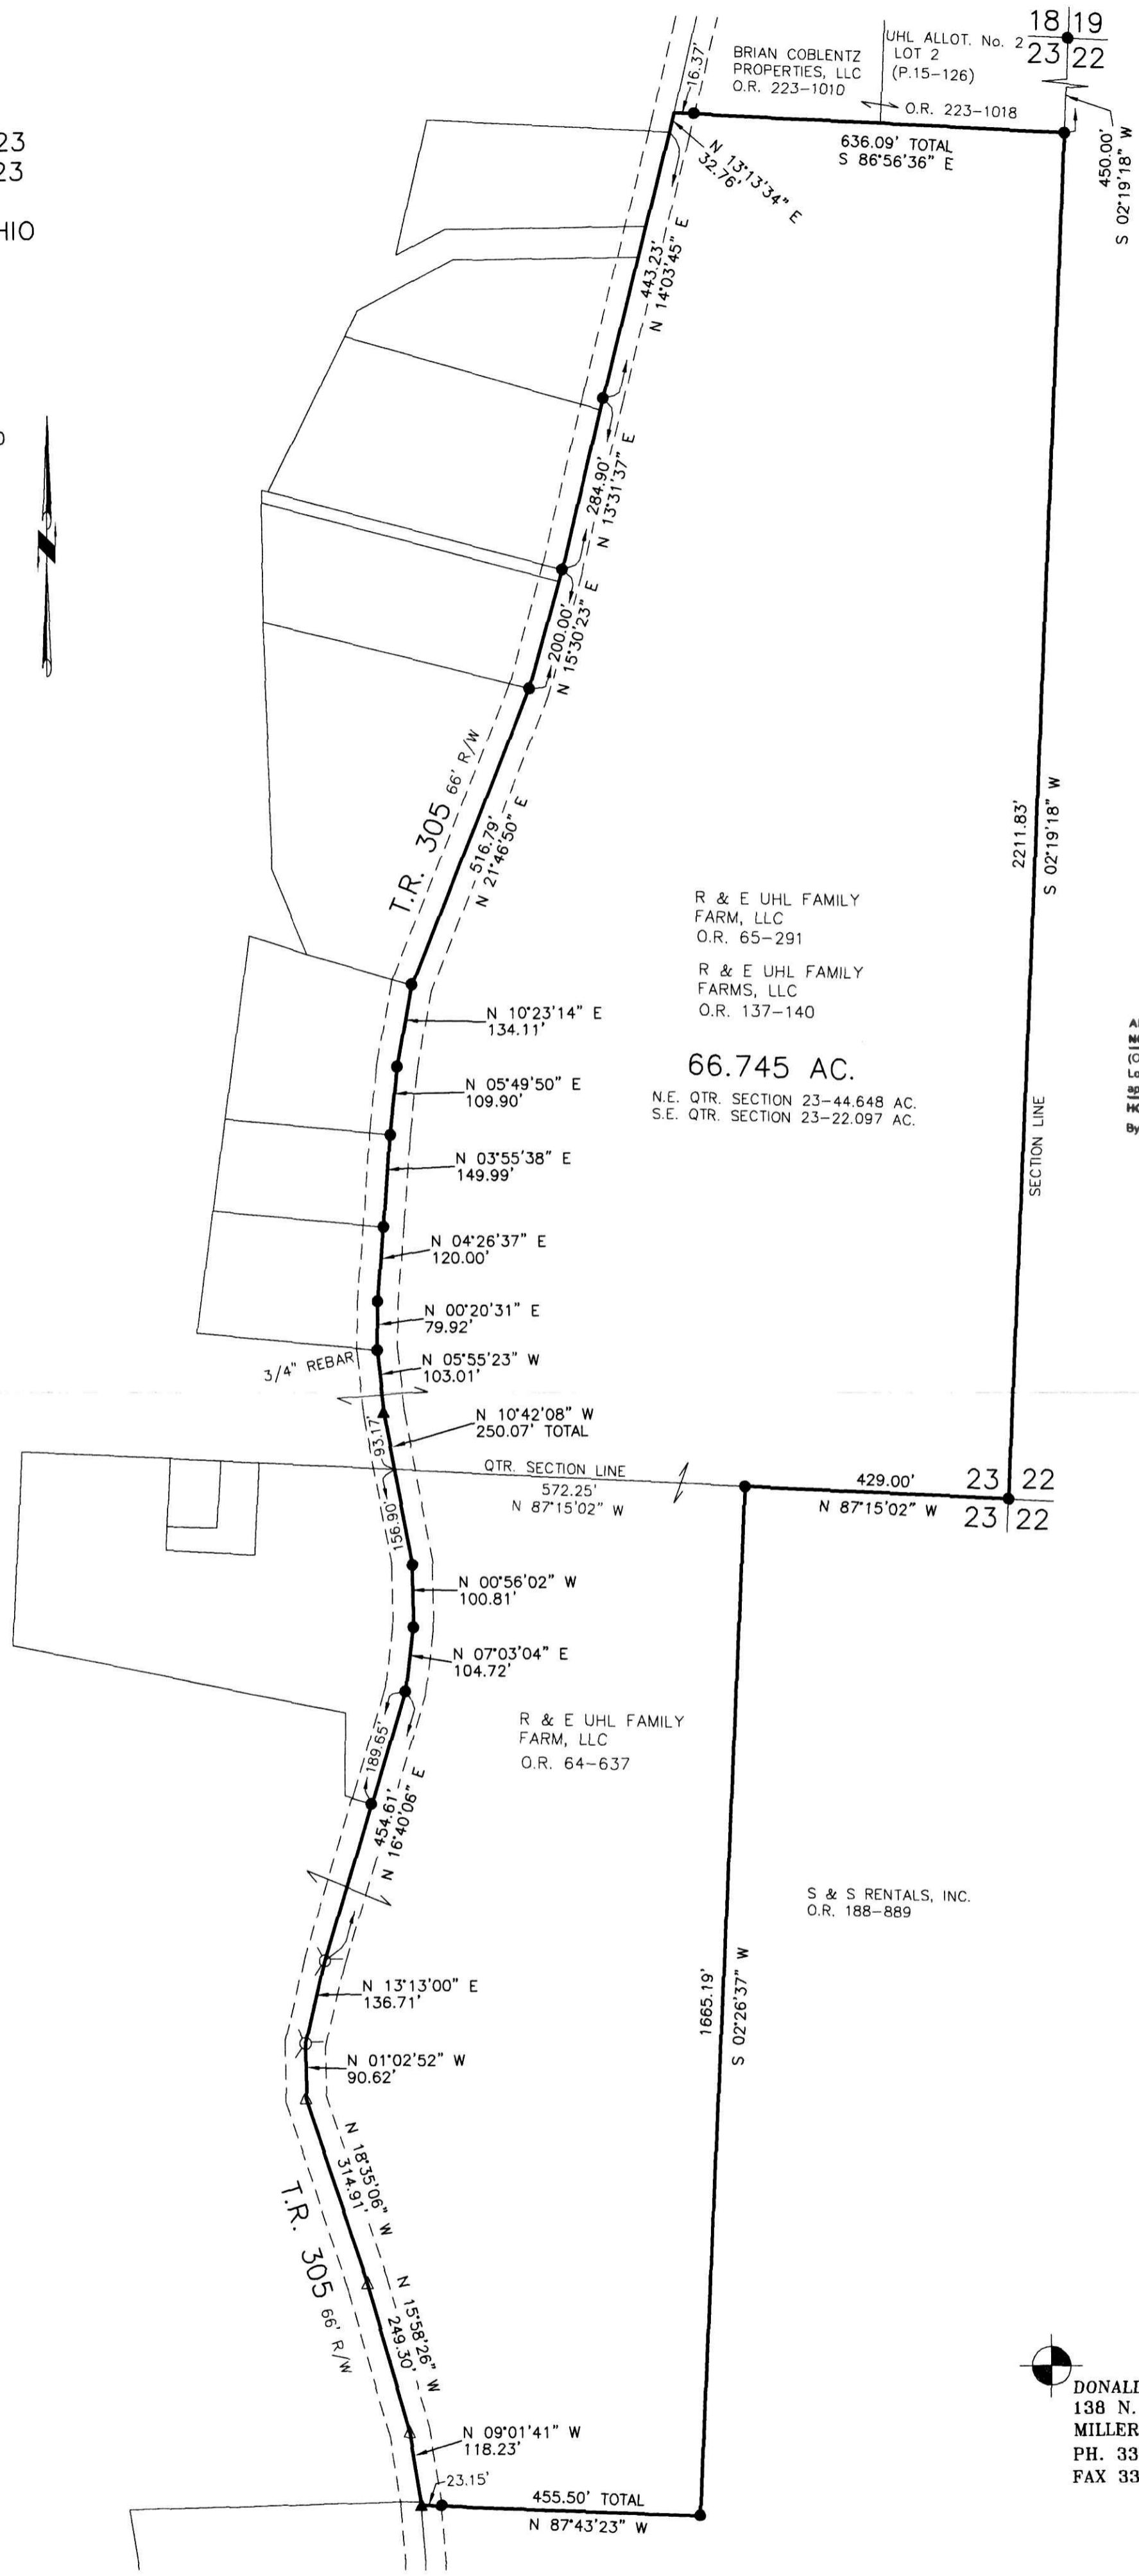 18 19
23 22
UHL ALLOT. No. 2
LOT 2
(P.15-126)
BRIAN COBLENTZ
PROPERTIES, LLC
O.R. 223-1010
O.R. 223-1018
16.37'
636.09' TOTAL
S 86°56'36" E
450.00'
S 02°19'18" W
23
23
HIO
N 13°13'34" E
32.76'
443.23'
N 14°03'45" E
284.90'
N 13°31'37" E
200.00'
N 15°30'23" E
T.R. 305 66' R/W
516.79'
N 21°46'50" E
2211.83'
S 02°19'18" W
SECTION LINE
R & E UHL FAMILY
FARM, LLC
O.R. 65-291
R & E UHL FAMILY
FARMS, LLC
O.R. 137-140
66.745 AC.
N.E. QTR. SECTION 23-44.648 AC.
S.E. QTR. SECTION 23-22.097 AC.
By
N 10°23'14" E
134.11'
N 05°49'50" E
109.90'
N 03°55'38" E
149.99'
N 04°26'37" E
120.00'
N 00°20'31" E
79.92'
3/4" REBAR
N 05°55'23" W
103.01'
N 10°42'08" W
250.07' TOTAL
93.17'
QTR. SECTION LINE
572.25'
N 87°15'02" W
429.00'
N 87°15'02" W
23 22
23 22
156.90'
N 00°56'02" W
100.81'
N 07°03'04" E
104.72'
R & E UHL FAMILY
FARM, LLC
O.R. 64-637
189.65'
454.61'
N 16°40'06" E
S & S RENTALS, INC.
O.R. 188-889
1665.19'
S 02°26'37" W
N 13°13'00" E
136.71'
N 01°02'52" W
90.62'
N 18°35'06" W
314.91'
T.R. 305 66' R/W
N 15°58'26" W
249.30'
N 09°01'41" W
118.23'
23.15'
455.50' TOTAL
N 87°43'23" W
DONALD
138 N.
MILLER
PH. 33
FAX 33